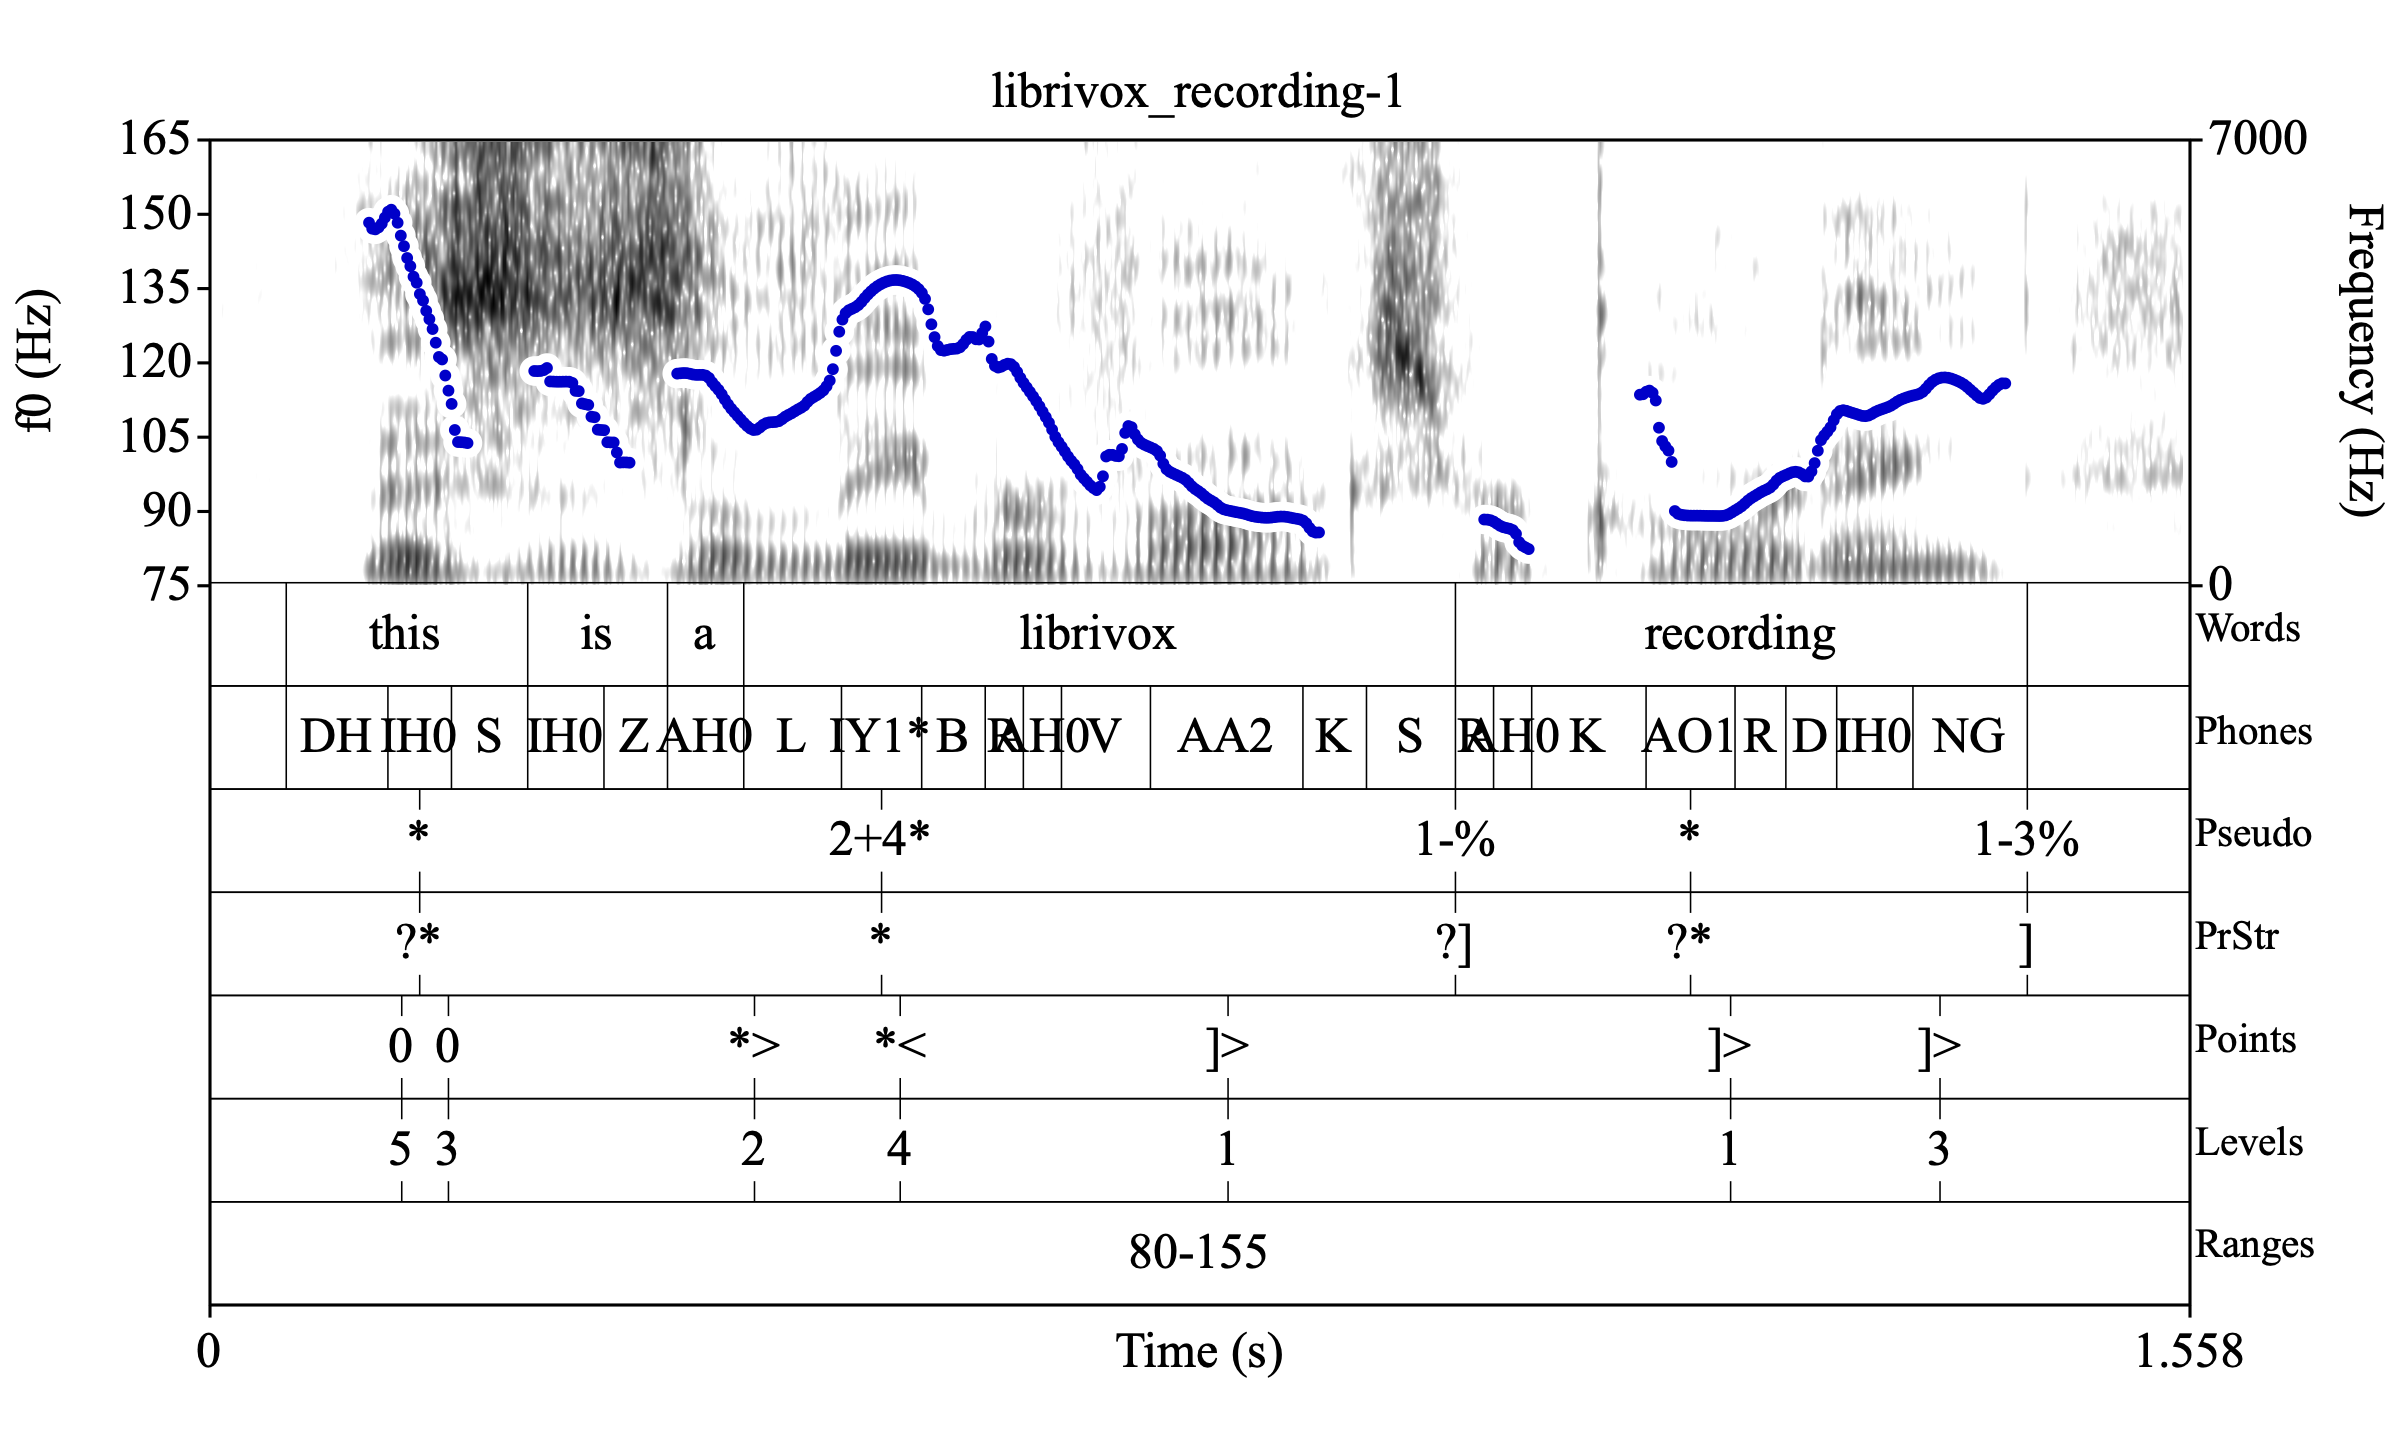 librivox_recording-1
165
150
135
120
105
90
75
f0 (Hz)
7000
0
Frequency (Hz)
this is a librivox recording Words
DH IH0 S IH0 Z AH0 L IY1* B R AH0 V AA2 K S R AH0 K AO1 R D IH0 NG Phones
* 2+4* 1-% * 1-3% Pseudo
?* * ?] ?* ] PrStr
0 0 *> *< ]> ]> ]> Points
5 3 2 4 1 1 3 Levels
80-155 Ranges
0 Time (s) 1.558